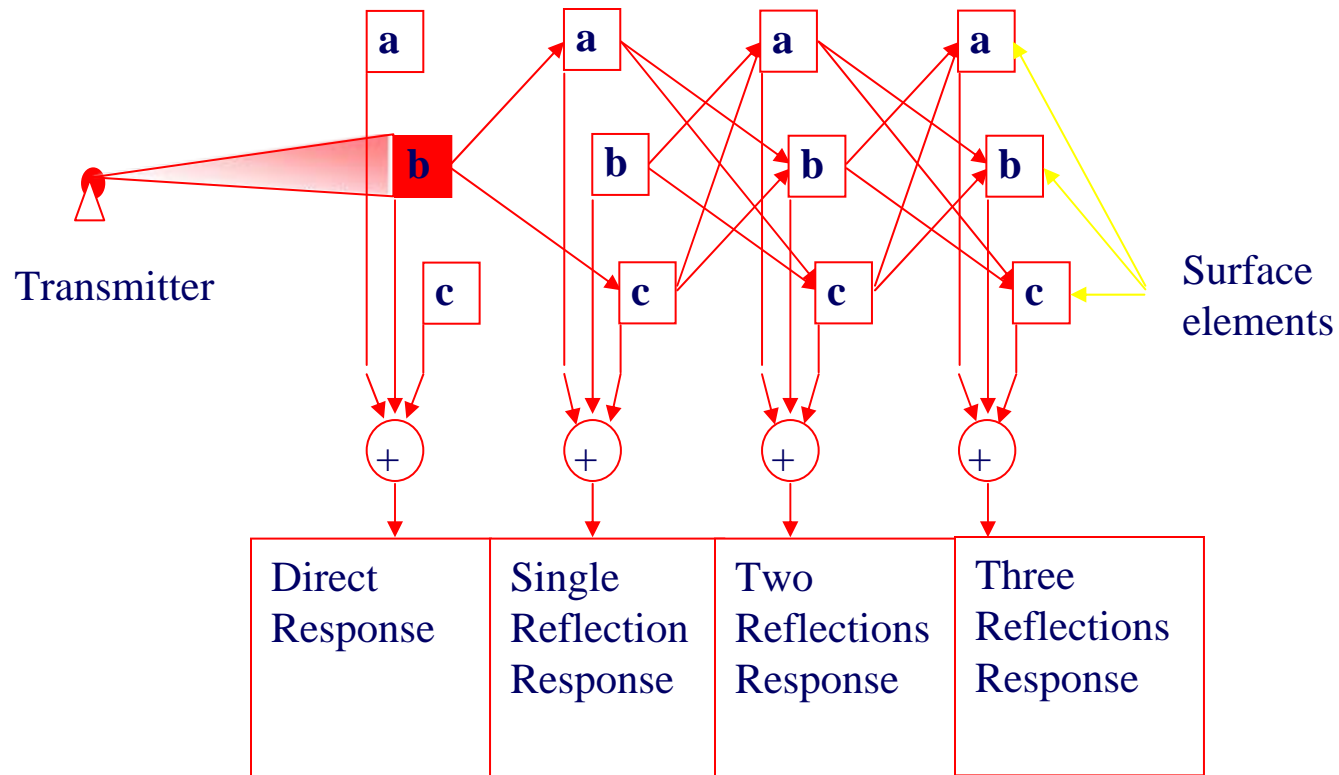 a
a
a
a
b
b
b
b
c
c
c
c
Transmitter
Surface
elements
+
+
+
+
Direct
Response
Single
Reflection
Response
Two
Reflections
Response
Three
Reflections
Response